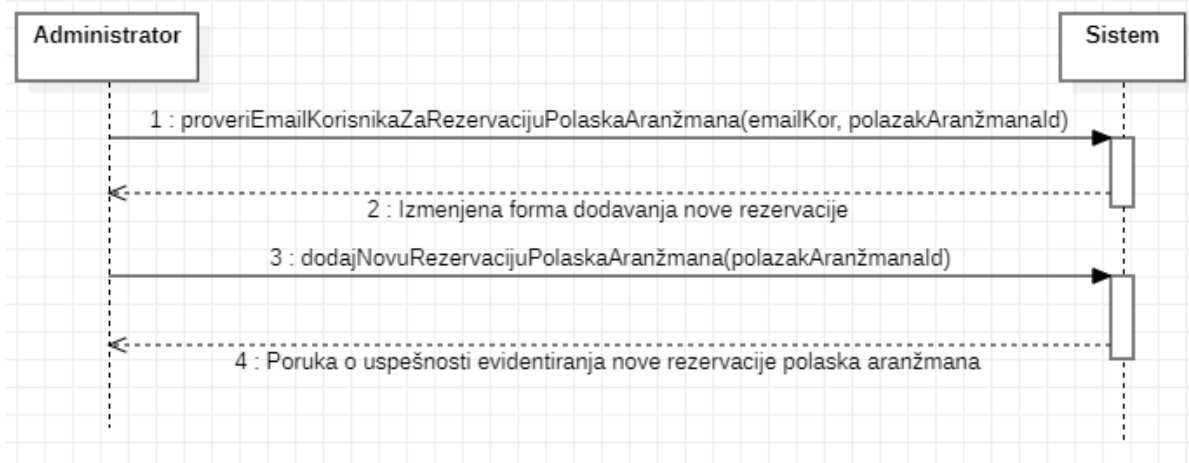 Administrator
Sistem
1 : proveriEmailKorisnikaZaRezervacijuPolaskaAranžmana(emailKor, polazakAranžmanaId)
2 : Izmenjena forma dodavanja nove rezervacije
3 : dodajNovuRezervacijuPolaskaAranžmana(polazakAranžmanaId)
4 : Poruka o uspešnosti evidentiranja nove rezervacije polaska aranžmana